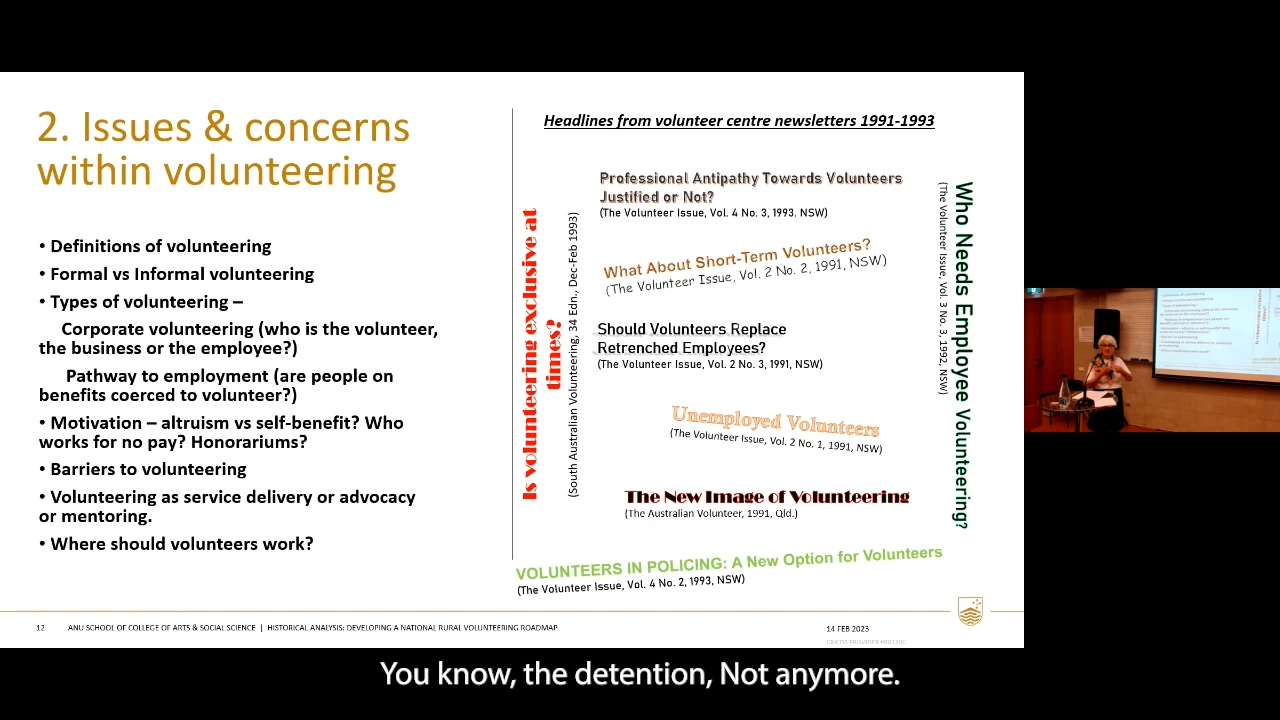 2. Issues & concerns
within volunteering
• Definitions of volunteering
• Formal vs Informal volunteering
• Types of volunteering –
Corporate volunteering (who is the volunteer,
the business or the employee?)
Pathway to employment (are people on
benefits coerced to volunteer?)
• Motivation – altruism vs self-benefit? Who
works for no pay? Honorariums?
• Barriers to volunteering
• Volunteering as service delivery or advocacy
or mentoring.
• Where should volunteers work?
Headlines from volunteer centre newsletters 1991-1993
Is volunteering exclusive at
times?
(South Australian Volunteering, 34 Edn., Dec-Feb 1993)
Professional Antipathy Towards Volunteers
Justified or Not?
(The Volunteer Issue, Vol. 4 No. 3, 1993. NSW)
What About Short-Term Volunteers?
(The Volunteer Issue, Vol. 2 No. 2, 1991, NSW)
Should Volunteers Replace
Retrenched Employees?
(The Volunteer Issue, Vol. 2 No. 3, 1991, NSW)
Unemployed Volunteers
(The Volunteer Issue, Vol. 2 No. 1, 1991, NSW)
The New Image of Volunteering
(The Australian Volunteer, 1991, Qld.)
Who Needs Employee Volunteering?
(The Volunteer Issue, Vol. 3 No. 3, 1992, NSW)
VOLUNTEERS IN POLICING: A New Option for Volunteers
(The Volunteer Issue, Vol. 4 No. 2, 1993, NSW)
12 ANU SCHOOL OF COLLEGE OF ARTS & SOCIAL SCIENCE | HISTORICAL ANALYSIS: DEVELOPING A NATIONAL RURAL VOLUNTEERING ROADMAP
14 FEB 2023
CRICOS PROVIDER #00120C
You know, the detention, Not anymore.